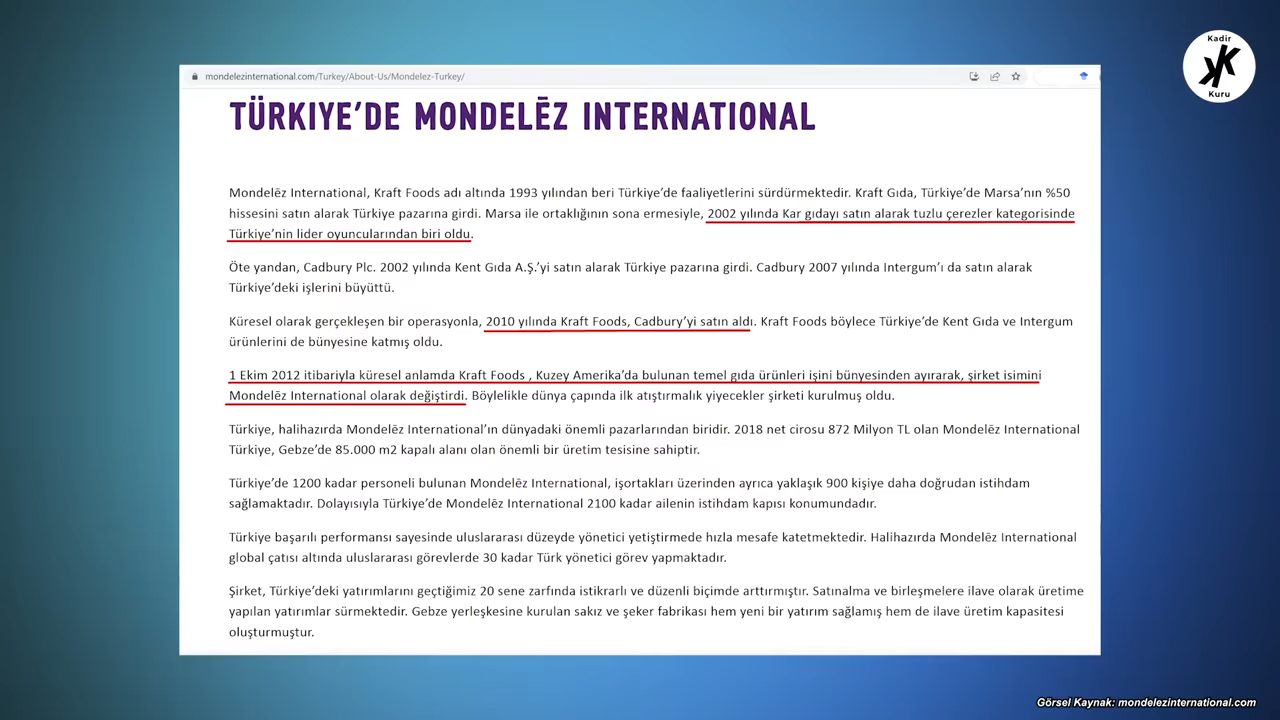 Kadir
KK
Kuru
mondelezinternational.com/Turkey/About-Us/Mondelez-Turkey/
TÜRKIYE’DE MONDELĒZ INTERNATIONAL
Mondelēz International, Kraft Foods adı altında 1993 yılından beri Türkiye’de faaliyetlerini sürdürmektedir. Kraft Gıda, Türkiye’de Marsa’nın %50
hissesini satın alarak Türkiye pazarına girdi. Marsa ile ortaklığının sona ermesiyle, 2002 yılında Kar gıdayı satın alarak tuzlu çerezler kategorisinde
Türkiye’nin lider oyuncularından biri oldu.
Öte yandan, Cadbury Plc. 2002 yılında Kent Gıda A.Ş.’yi satın alarak Türkiye pazarına girdi. Cadbury 2007 yılında Intergum’ı da satın alarak
Türkiye’deki işlerini büyüttü.
Küresel olarak gerçekleşen bir operasyonla, 2010 yılında Kraft Foods, Cadbury’yi satın aldı. Kraft Foods böylece Türkiye’de Kent Gıda ve Intergum
ürünlerini de bünyesine katmış oldu.
1 Ekim 2012 itibariyla küresel anlamda Kraft Foods , Kuzey Amerika’da bulunan temel gıda ürünleri işini bünyesinden ayırarak, şirket isimini
Mondelēz International olarak değiştirdi. Böylelikle dünya çapında ilk atıştırmalık yiyecekler şirketi kurulmuş oldu.
Türkiye, halihazırda Mondelēz International’ın dünyadaki önemli pazarlarından biridir. 2018 net cirosu 872 Milyon TL olan Mondelēz International
Türkiye, Gebze’de 85.000 m2 kapalı alanı olan önemli bir üretim tesisine sahiptir.
Türkiye’de 1200 kadar personeli bulunan Mondelēz International, işortakları üzerinden ayrıca yaklaşık 900 kişiye daha doğrudan istihdam
sağlamaktadır. Dolayısıyla Türkiye’de Mondelēz International 2100 kadar ailenin istihdam kapısı konumundadır.
Türkiye başarılı performansı sayesinde uluslararası düzeyde yönetici yetiştirmede hızla mesafe katetmektedir. Halihazırda Mondelēz International
global çatısı altında uluslararası görevlerde 30 kadar Türk yönetici görev yapmaktadır.
Şirket, Türkiye’deki yatırımlarını geçtiğimiz 20 sene zarfında istikrarlı ve düzenli biçimde arttırmıştır. Satınalma ve birleşmelere ilave olarak üretime
yapılan yatırımlar sürmektedir. Gebze yerleşkesine kurulan sakız ve şeker fabrikası hem yeni bir yatırım sağlamış hem de ilave üretim kapasitesi
oluşturmuştur.
Görsel Kaynak: mondelezinternational.com